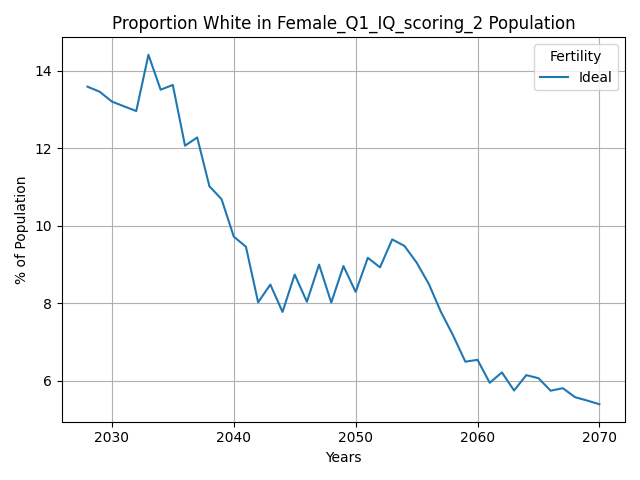 Proportion White in Female_Q1_IQ_scoring_2 Population
Fertility
Ideal
% of Population
14
12
10
8
6
2030 2040 2050 2060 2070
Years